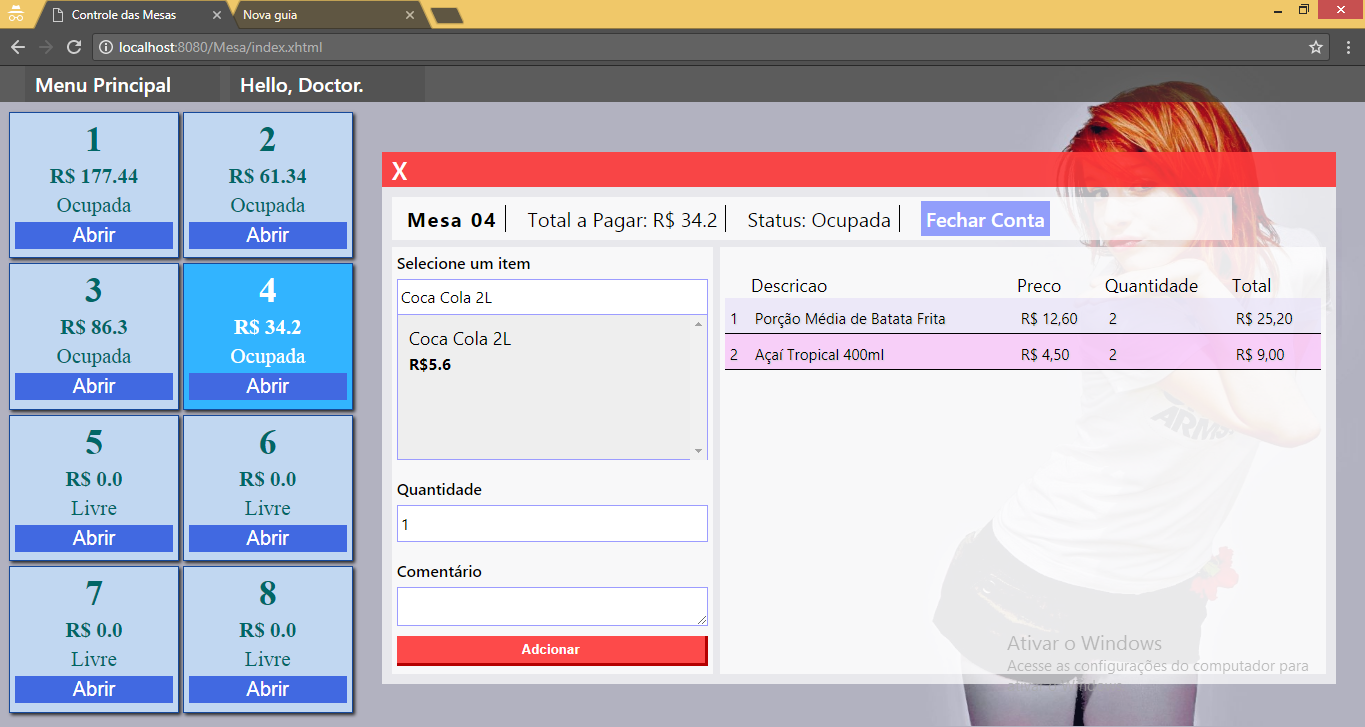 Controle das Mesas
Nova guia
localhost:8080/Mesa/index.xhtml
Menu Principal
Hello, Doctor.
1
R$ 177.44
Ocupada
Abrir
2
R$ 61.34
Ocupada
Abrir
3
R$ 86.3
Ocupada
Abrir
4
R$ 34.2
Ocupada
Abrir
5
R$ 0.0
Livre
Abrir
6
R$ 0.0
Livre
Abrir
7
R$ 0.0
Livre
Abrir
8
R$ 0.0
Livre
Abrir
X
Mesa 04 Total a Pagar: R$ 34.2 Status: Ocupada Fechar Conta
Selecione um item
Coca Cola 2L
Coca Cola 2L
R$5.6
Quantidade
1
Comentário
Adcionar
Descricao Preco Quantidade Total
1 Porção Média de Batata Frita R$ 12,60 2 R$ 25,20
2 Açaí Tropical 400ml R$ 4,50 2 R$ 9,00
Ativar o Windows
Acesse as configurações do computador para